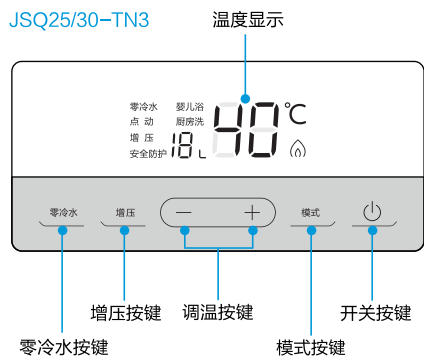 JSQ25/30-TN3
温度显示
零冷水 婴儿浴
点 动 厨房洗
增 压
安全防护 18 L
40 ℃
零冷水 增压 − + 模式
增压按键 调温按键 开关按键
零冷水按键 模式按键